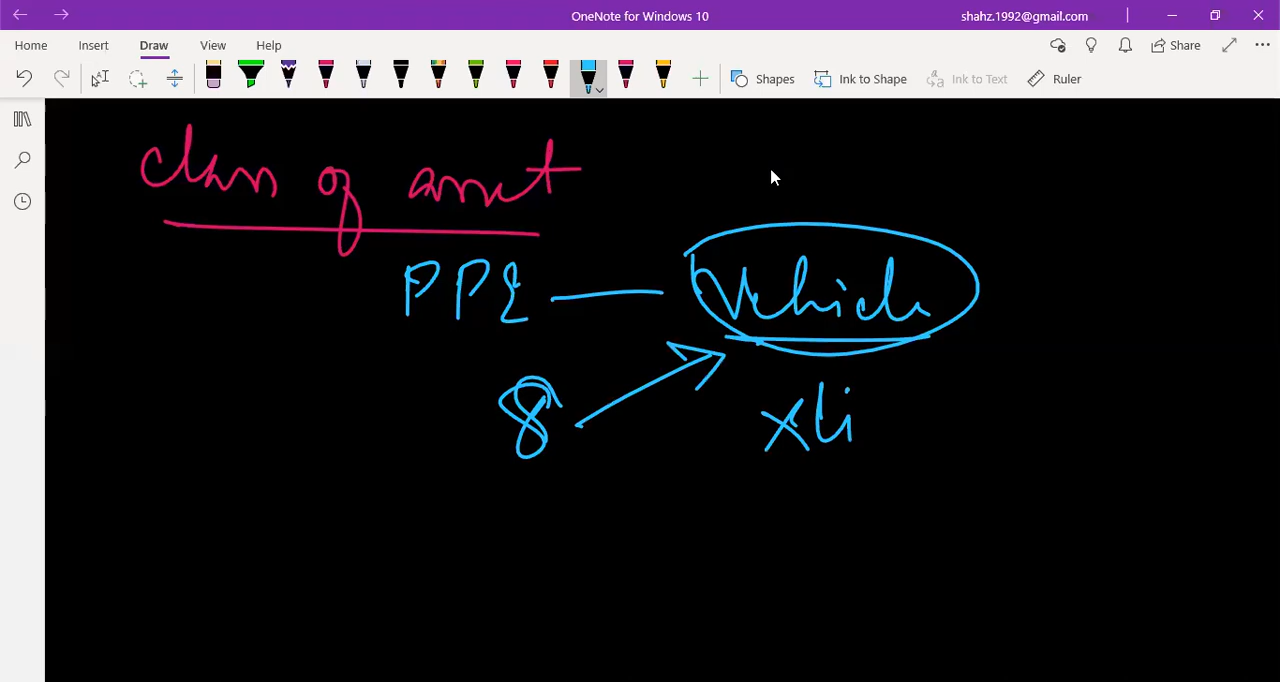 OneNote for Windows 10
shahz.1992@gmail.com
Home Insert Draw View Help
Share
Shapes Ink to Shape Ink to Text Ruler
Class of asset
PPE — Vehicle
8
xli